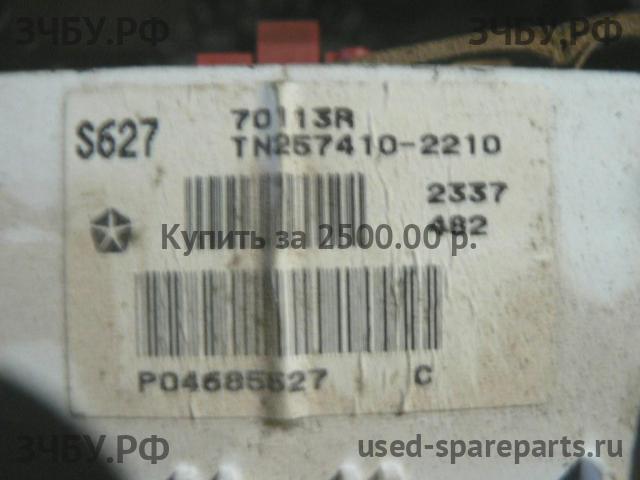 ЗЧБУ.РФ ЗЧБУ.РФ
S627
70113R
TN257410-2210
2337
482
Купить за 2500.00 р.
P04685627 C
ЗЧБУ.РФ
used-spareparts.ru